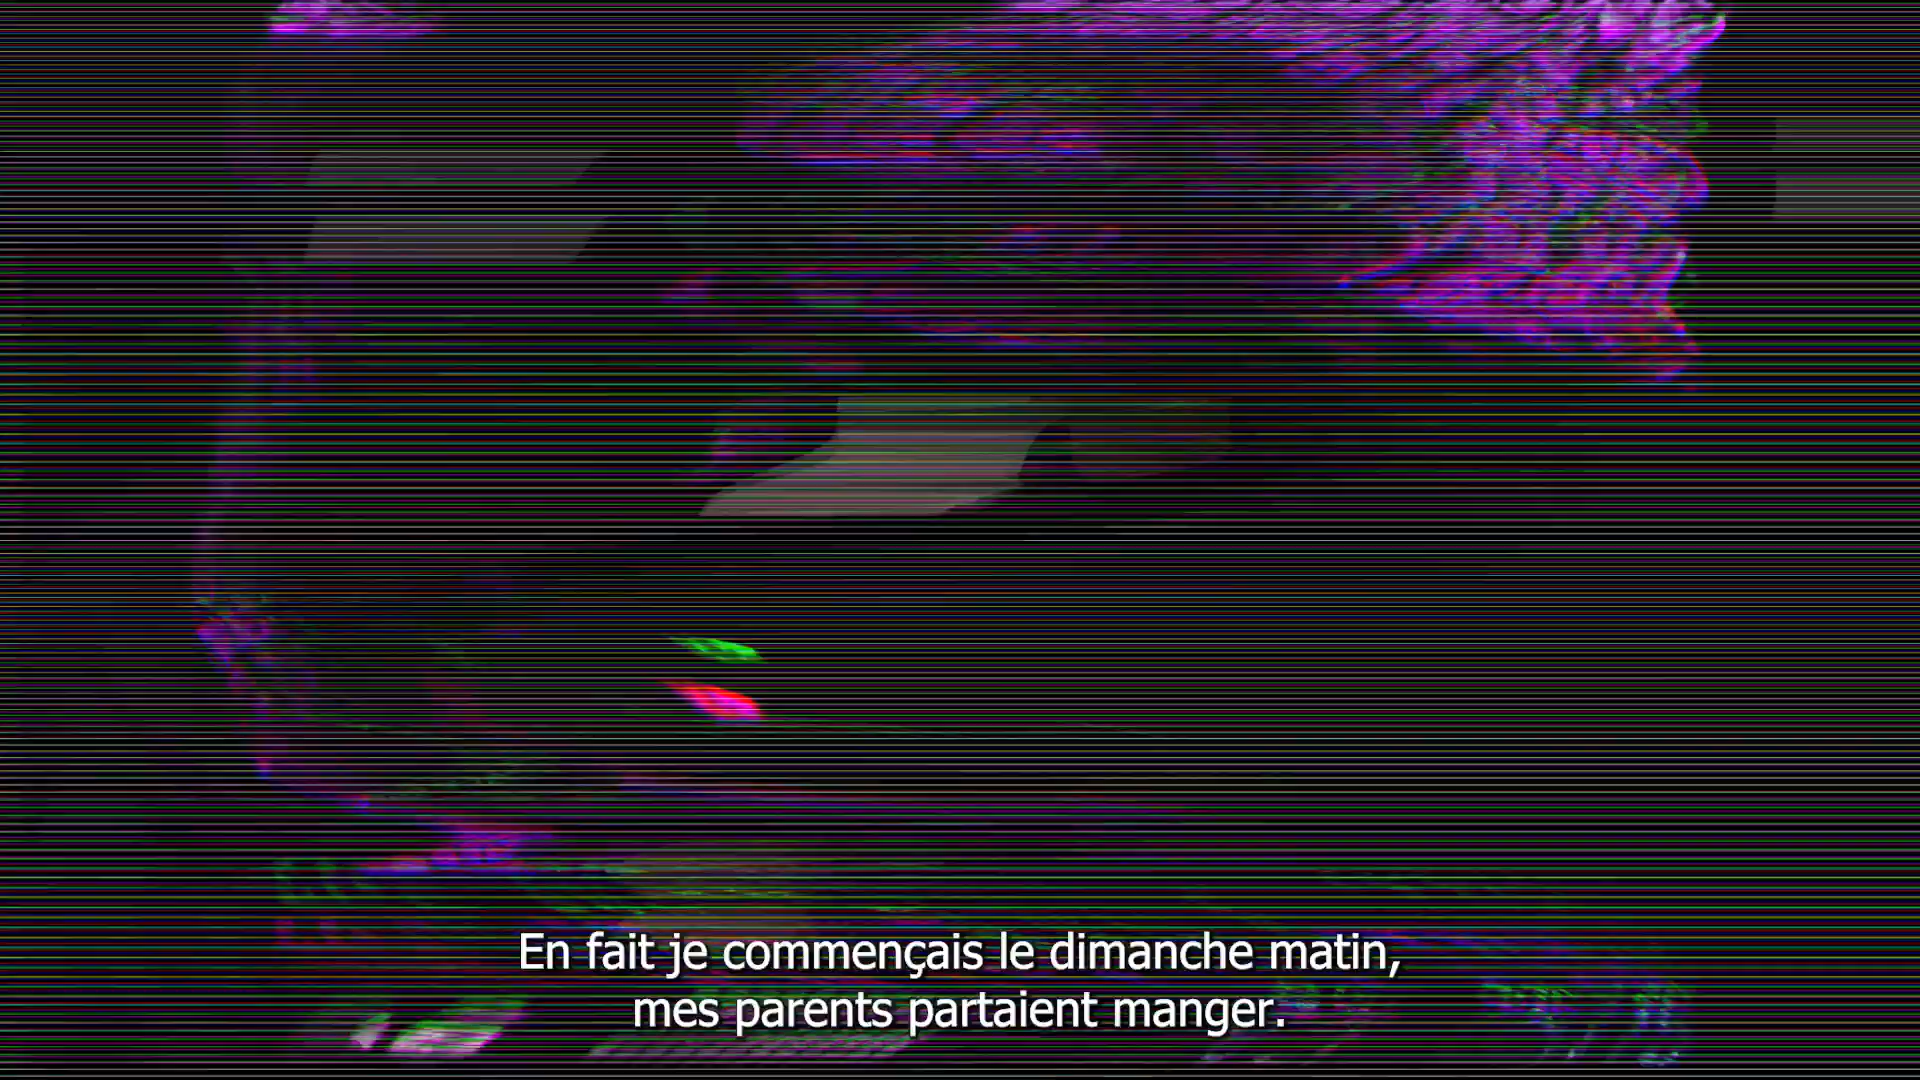 En fait je commençais le dimanche matin,
mes parents partaient manger.